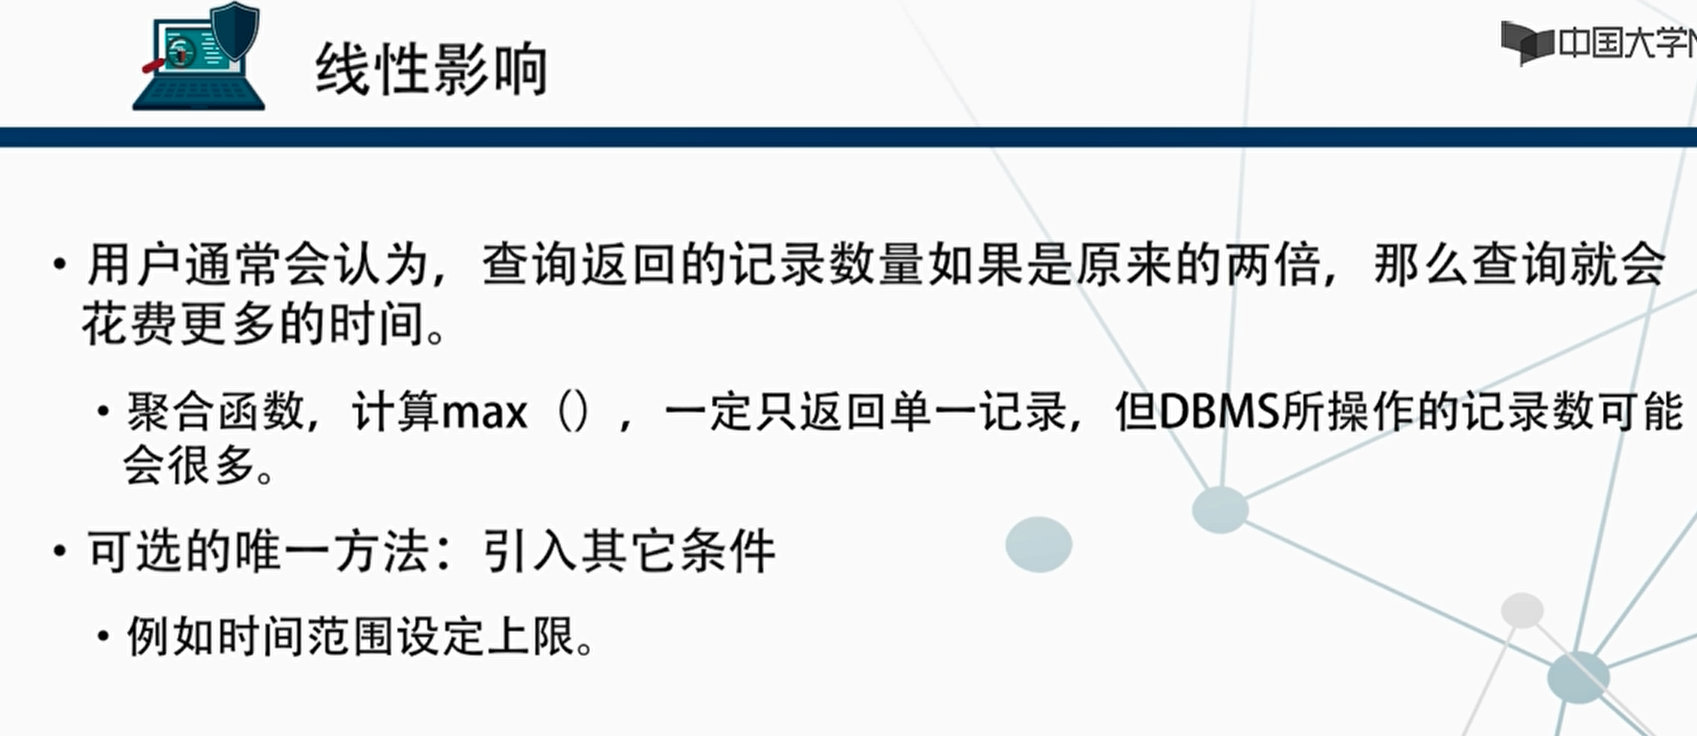 线性影响
中国大学M
• 用户通常会认为，查询返回的记录数量如果是原来的两倍，那么查询就会
花费更多的时间。
• 聚合函数，计算max（），一定只返回单一记录，但DBMS所操作的记录数可能
会很多。
• 可选的唯一方法：引入其它条件
• 例如时间范围设定上限。